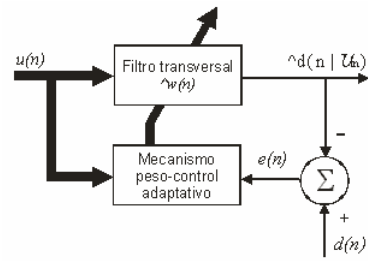 u(n)
Filtro transversal
^w(n)
^d(n | 𝒰n)
−
Mecanismo
peso-control
adaptativo
e(n)
Σ
+
d(n)